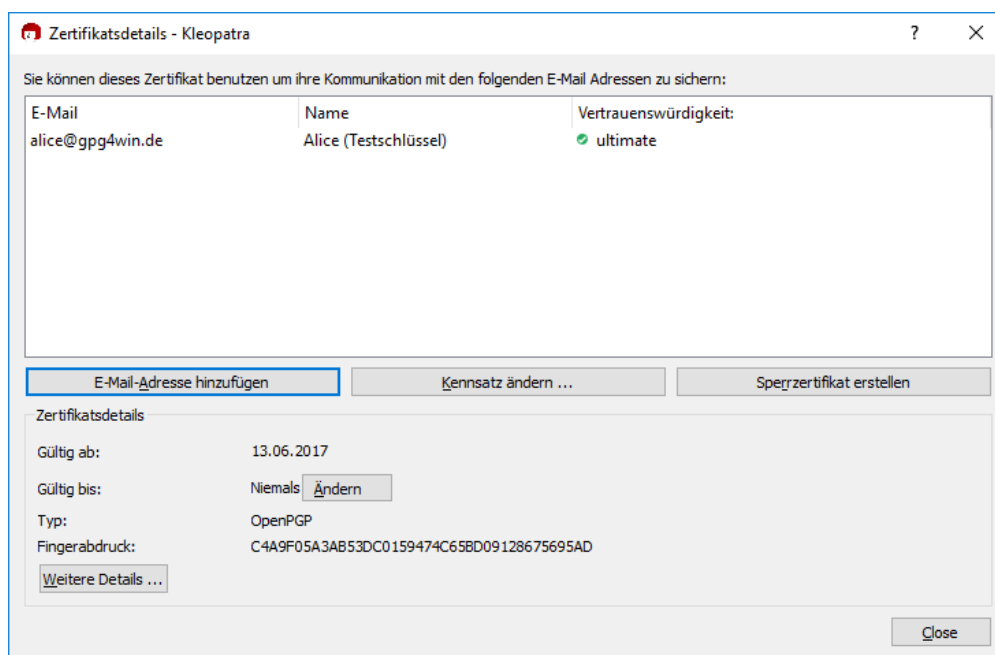 Zertifikatsdetails - Kleopatra ?
Sie können dieses Zertifikat benutzen um ihre Kommunikation mit den folgenden E-Mail Adressen zu sichern:
E-Mail Name Vertrauenswürdigkeit:
alice@gpg4win.de Alice (Testschlüssel) ultimate
E-Mail-Adresse hinzufügen Kennsatz ändern ... Sperrzertifikat erstellen
Zertifikatsdetails
Gültig ab: 13.06.2017
Gültig bis: Niemals Ändern
Typ: OpenPGP
Fingerabdruck: C4A9F05A3AB53DC0159474C65BD09128675695AD
Weitere Details ...
Close